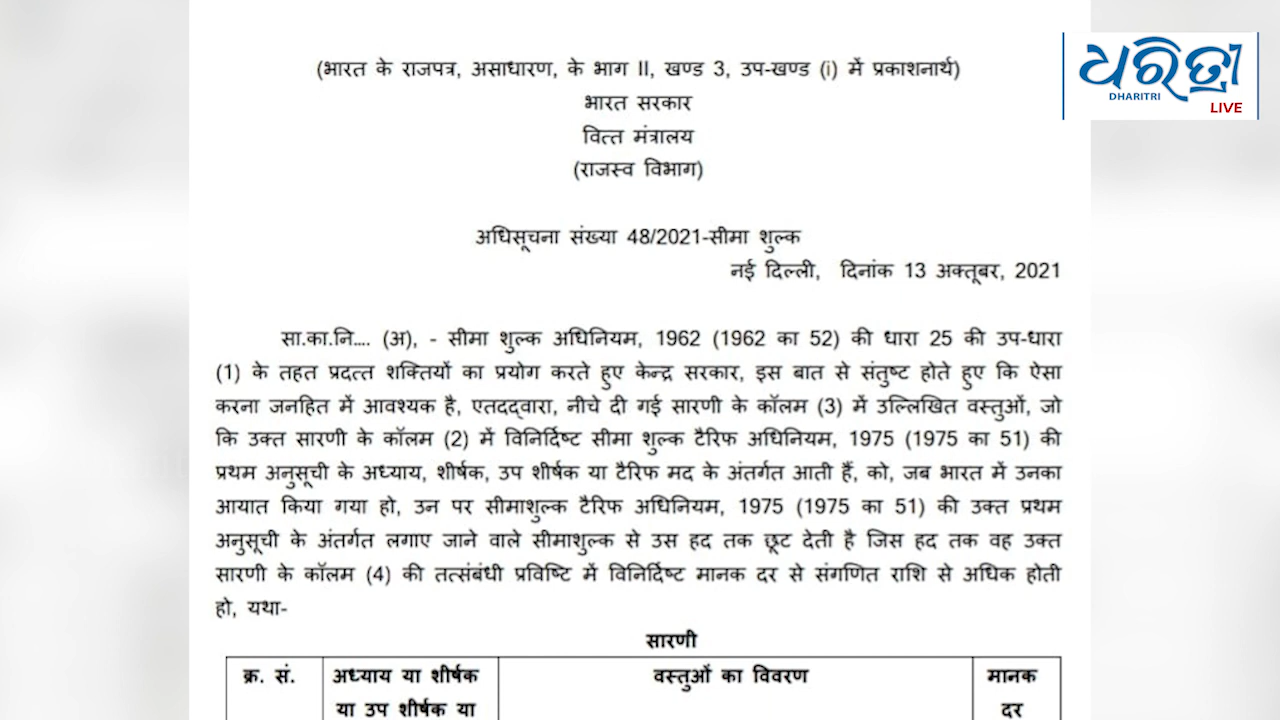 (भारत के राजपत्र, असाधारण, के भाग II, खण्ड 3, उप-खण्ड (i) में प्रकाशनार्थ)
भारत सरकार
वित्त मंत्रालय
(राजस्व विभाग)
ଧରିତ୍ରୀ
DHARITRI
LIVE
अधिसूचना संख्या 48/2021-सीमा शुल्क
नई दिल्ली, दिनांक 13 अक्तूबर, 2021
सा.का.नि.... (अ), - सीमा शुल्क अधिनियम, 1962 (1962 का 52) की धारा 25 की उप-धारा
(1) के तहत प्रदत्त शक्तियों का प्रयोग करते हुए केन्द्र सरकार, इस बात से संतुष्ट होते हुए कि ऐसा
करना जनहित में आवश्यक है, एतदद्वारा, नीचे दी गई सारणी के कॉलम (3) में उल्लिखित वस्तुओं, जो
कि उक्त सारणी के कॉलम (2) में विनिर्दिष्ट सीमा शुल्क टैरिफ अधिनियम, 1975 (1975 का 51) की
प्रथम अनुसूची के अध्याय, शीर्षक, उप शीर्षक या टैरिफ मद के अंतर्गत आती हैं, को, जब भारत में उनका
आयात किया गया हो, उन पर सीमाशुल्क टैरिफ अधिनियम, 1975 (1975 का 51) की उक्त प्रथम
अनुसूची के अंतर्गत लगाए जाने वाले सीमाशुल्क से उस हद तक छूट देती है जिस हद तक वह उक्त
सारणी के कॉलम (4) की तत्संबंधी प्रविष्टि में विनिर्दिष्ट मानक दर से संगणित राशि से अधिक होती
हो, यथा-
सारणी
क्र. सं. अध्याय या शीर्षक वस्तुओं का विवरण मानक
या उप शीर्षक या दर